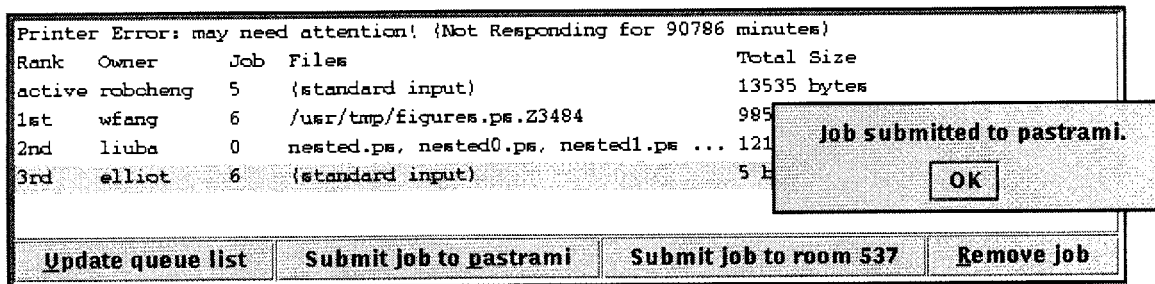 Printer Error: may need attention! (Not Responding for 90786 minutes)
Rank Owner Job Files Total Size
active robcheng 5 (standard input) 13535 bytes
1st wfang 6 /usr/tmp/figures.ps.Z3484 985
2nd liuba 0 nested.ps, nested0.ps, nested1.ps ... 121
3rd elliot 6 (standard input) 5 b
Job submitted to pastrami.
OK
Update queue list Submit job to pastrami Submit job to room 537 Remove job